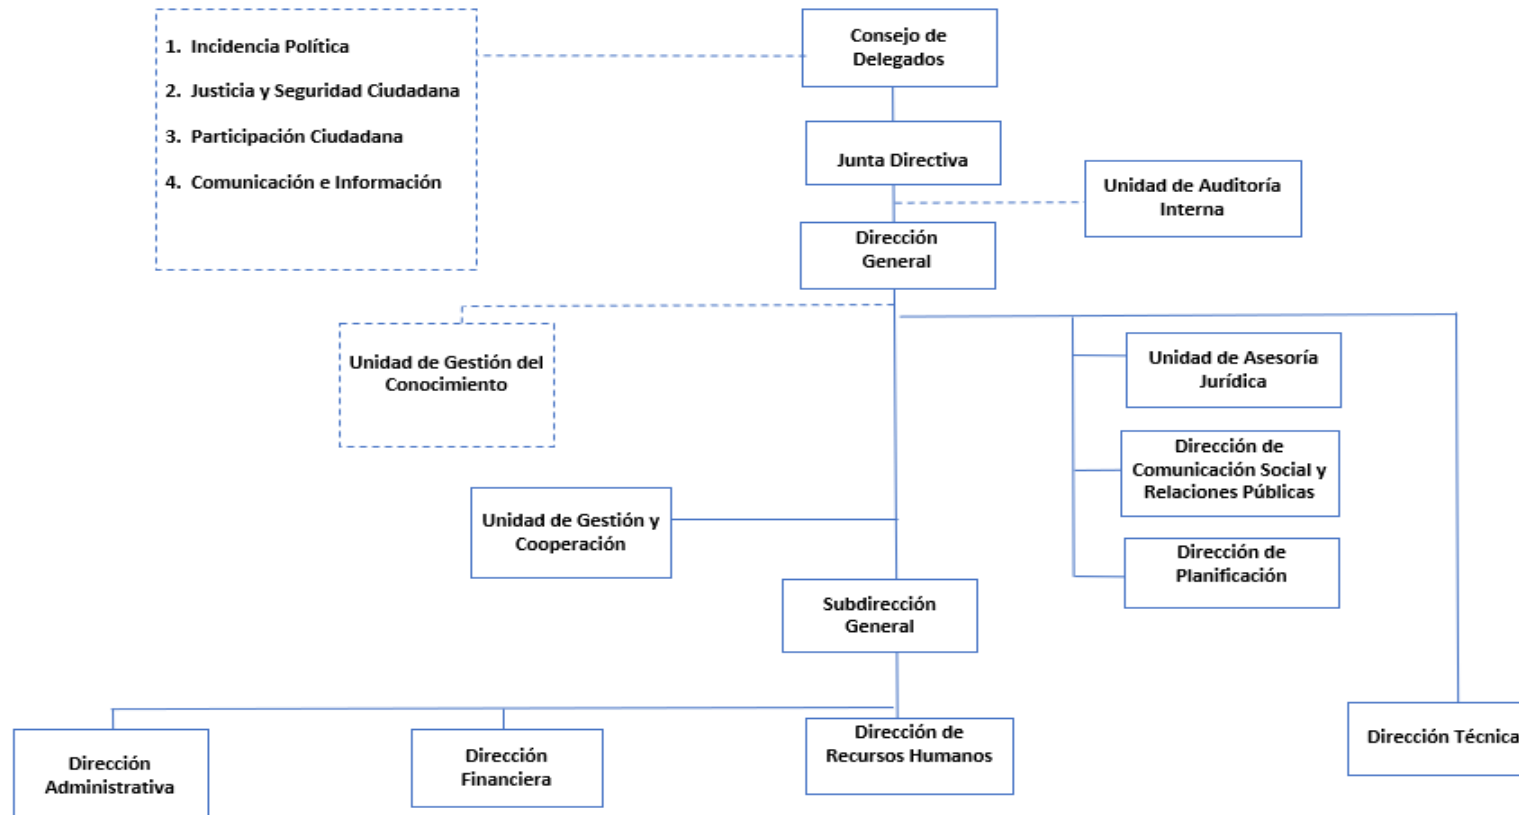 1. Incidencia Política
2. Justicia y Seguridad Ciudadana
3. Participación Ciudadana
4. Comunicación e Información
Consejo de
Delegados
Junta Directiva
Unidad de Auditoría
Interna
Dirección
General
Unidad de Gestión del
Conocimiento
Unidad de Asesoría
Jurídica
Dirección de
Comunicación Social y
Relaciones Públicas
Unidad de Gestión y
Cooperación
Dirección de
Planificación
Subdirección
General
Dirección
Administrativa
Dirección
Financiera
Dirección de
Recursos Humanos
Dirección Técnica